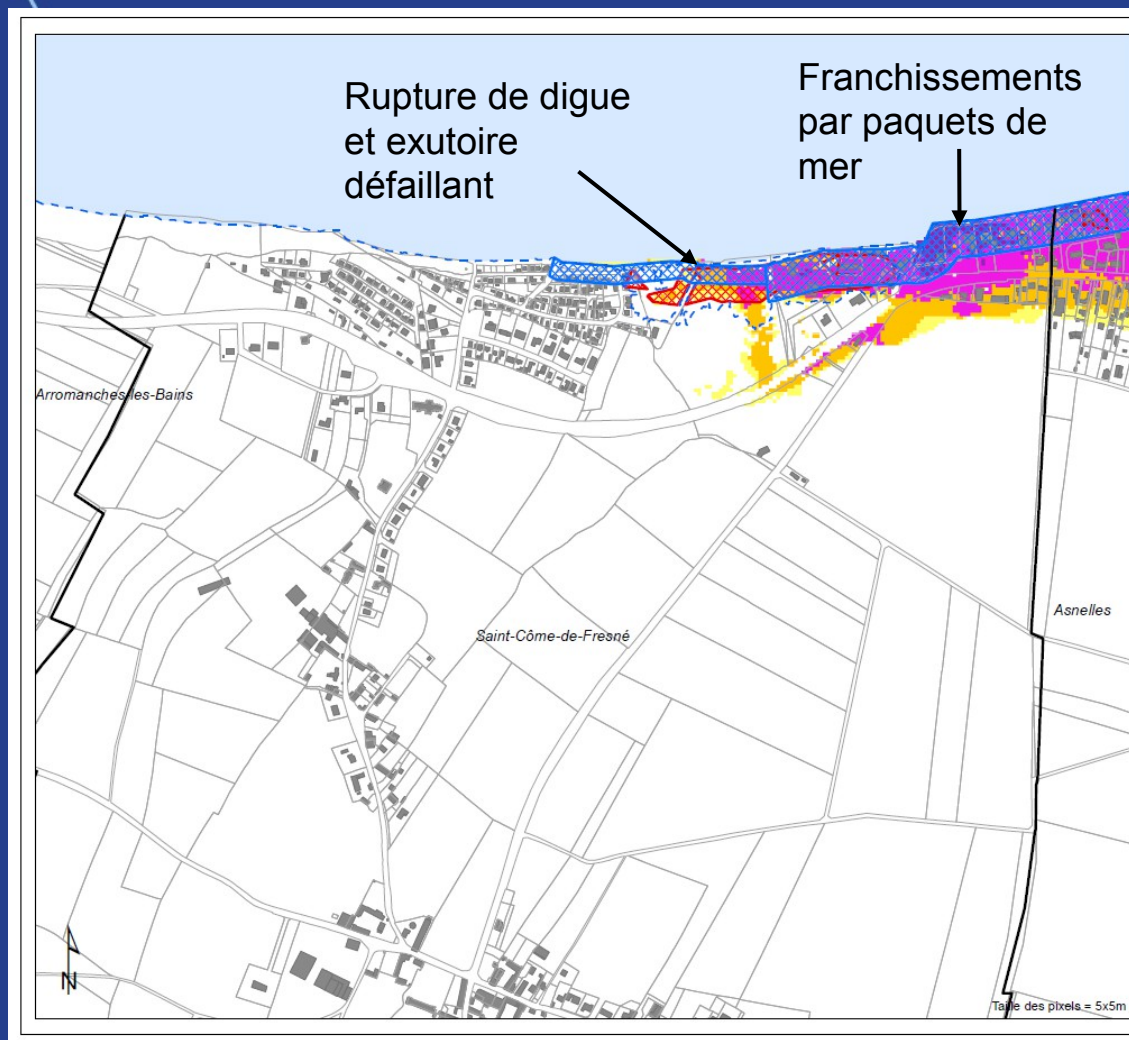 Rupture de digue
et exutoire
défaillant
Franchissements
par paquets de
mer
Arromanches-les-Bains
Saint-Côme-de-Fresné
Asnelles
N
Taille des pixels = 5x5m